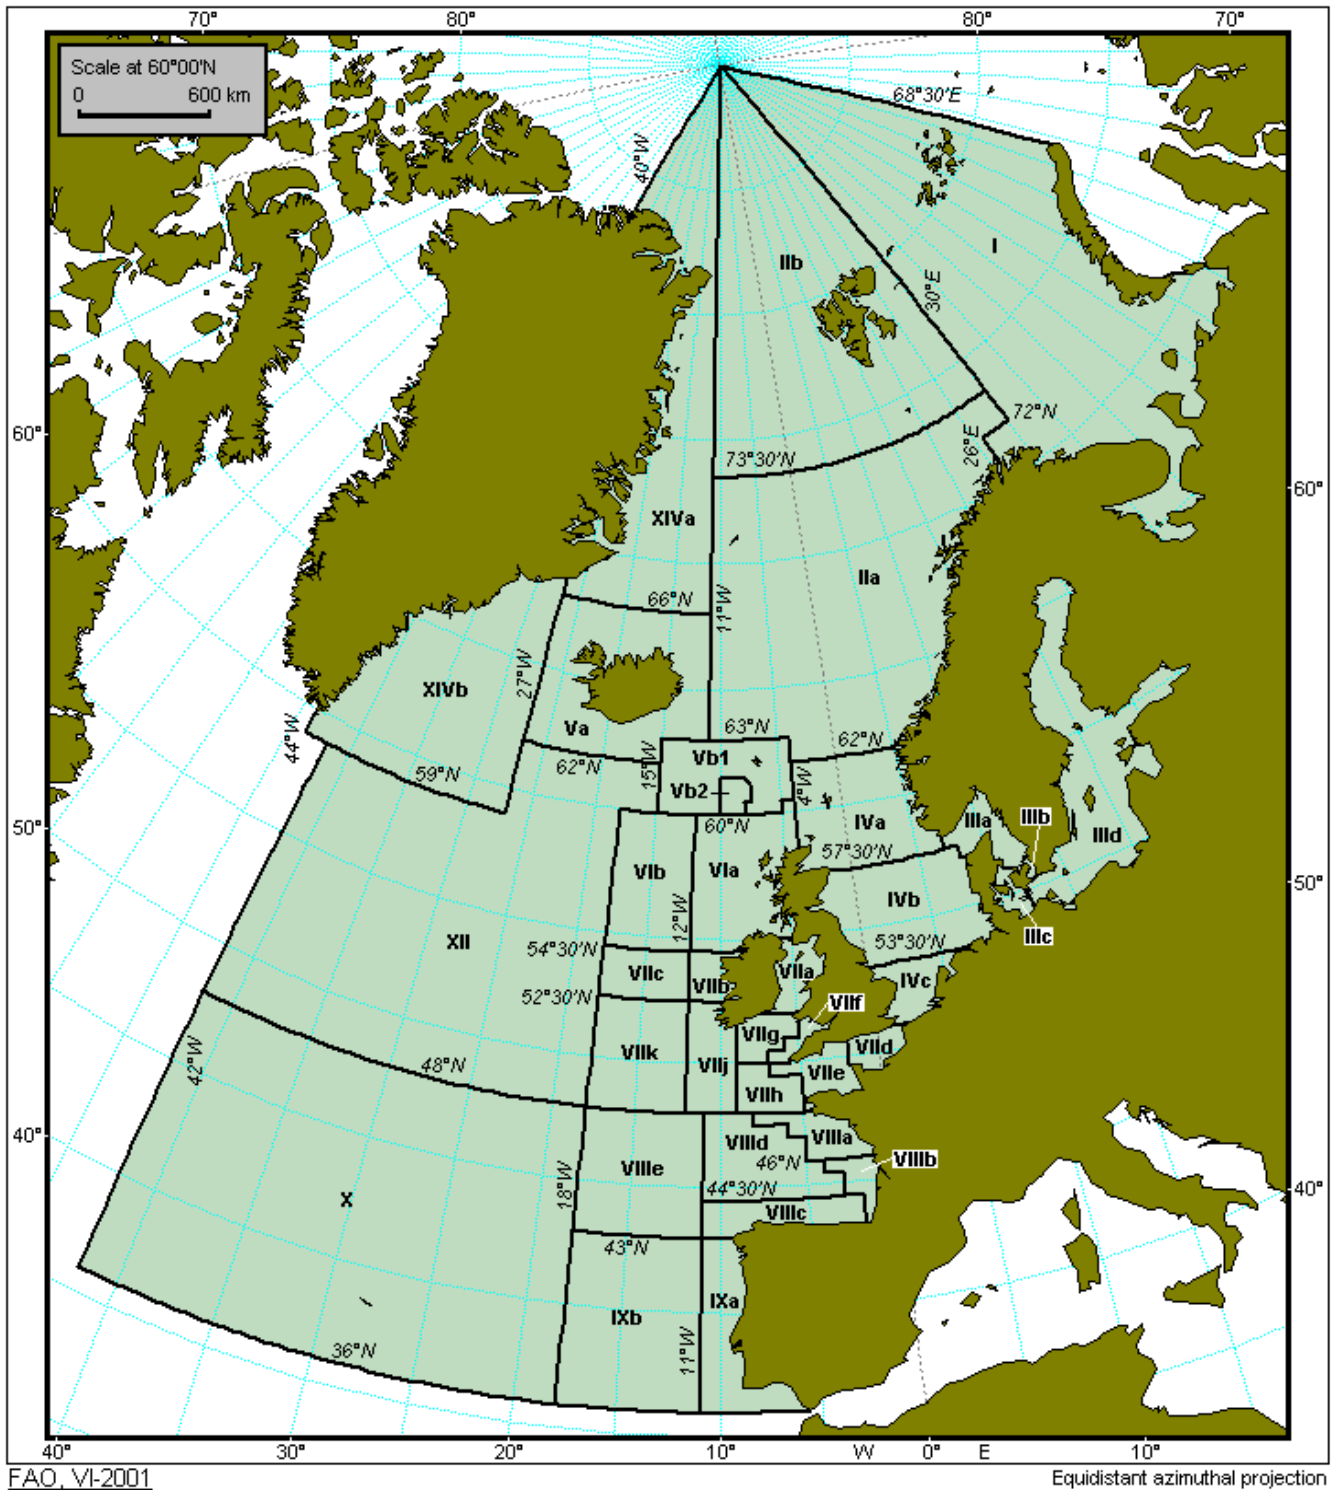 70° 80° 80° 70°
Scale at 60°00'N
0 600 km
68°30'E
40°W
I
IIb
30°E
72°N
26°E
60°
73°30'N
60°
XIVa
IIa
66°N
11°W
27°W
XIVb
Va
44°W
63°N
62°N
59°N
62°N
15°W
Vb1
4°W
Vb2
50°
60°N
IVa
IIIa
IIIb
IIId
57°30'N
VIb
VIa
50°
IVb
12°W
XII
54°30'N
53°30'N
IIIc
VIIc
VIIb
VIIa
IVc
52°30'N
VIIf
VIIg
VIId
42°W
48°N
VIIk
VIIj
VIIe
VIIh
40°
VIIId
VIIIa
46°N
VIIIb
VIIIe
18°W
44°30'N
40°
X
VIIIc
43°N
IXa
IXb
36°N
11°W
40° 30° 20° 10° W 0° E 10°
FAO, VI-2001
Equidistant azimuthal projection